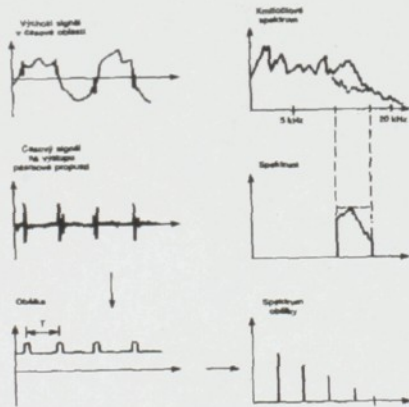 Výchozí signál
v časové oblasti
Kmitočtové
spektrum
5 kHz
20 kHz
Časový signál
na výstupu
pásmové propusti
Spektrum
Obálka
T
Spektrum
obálky